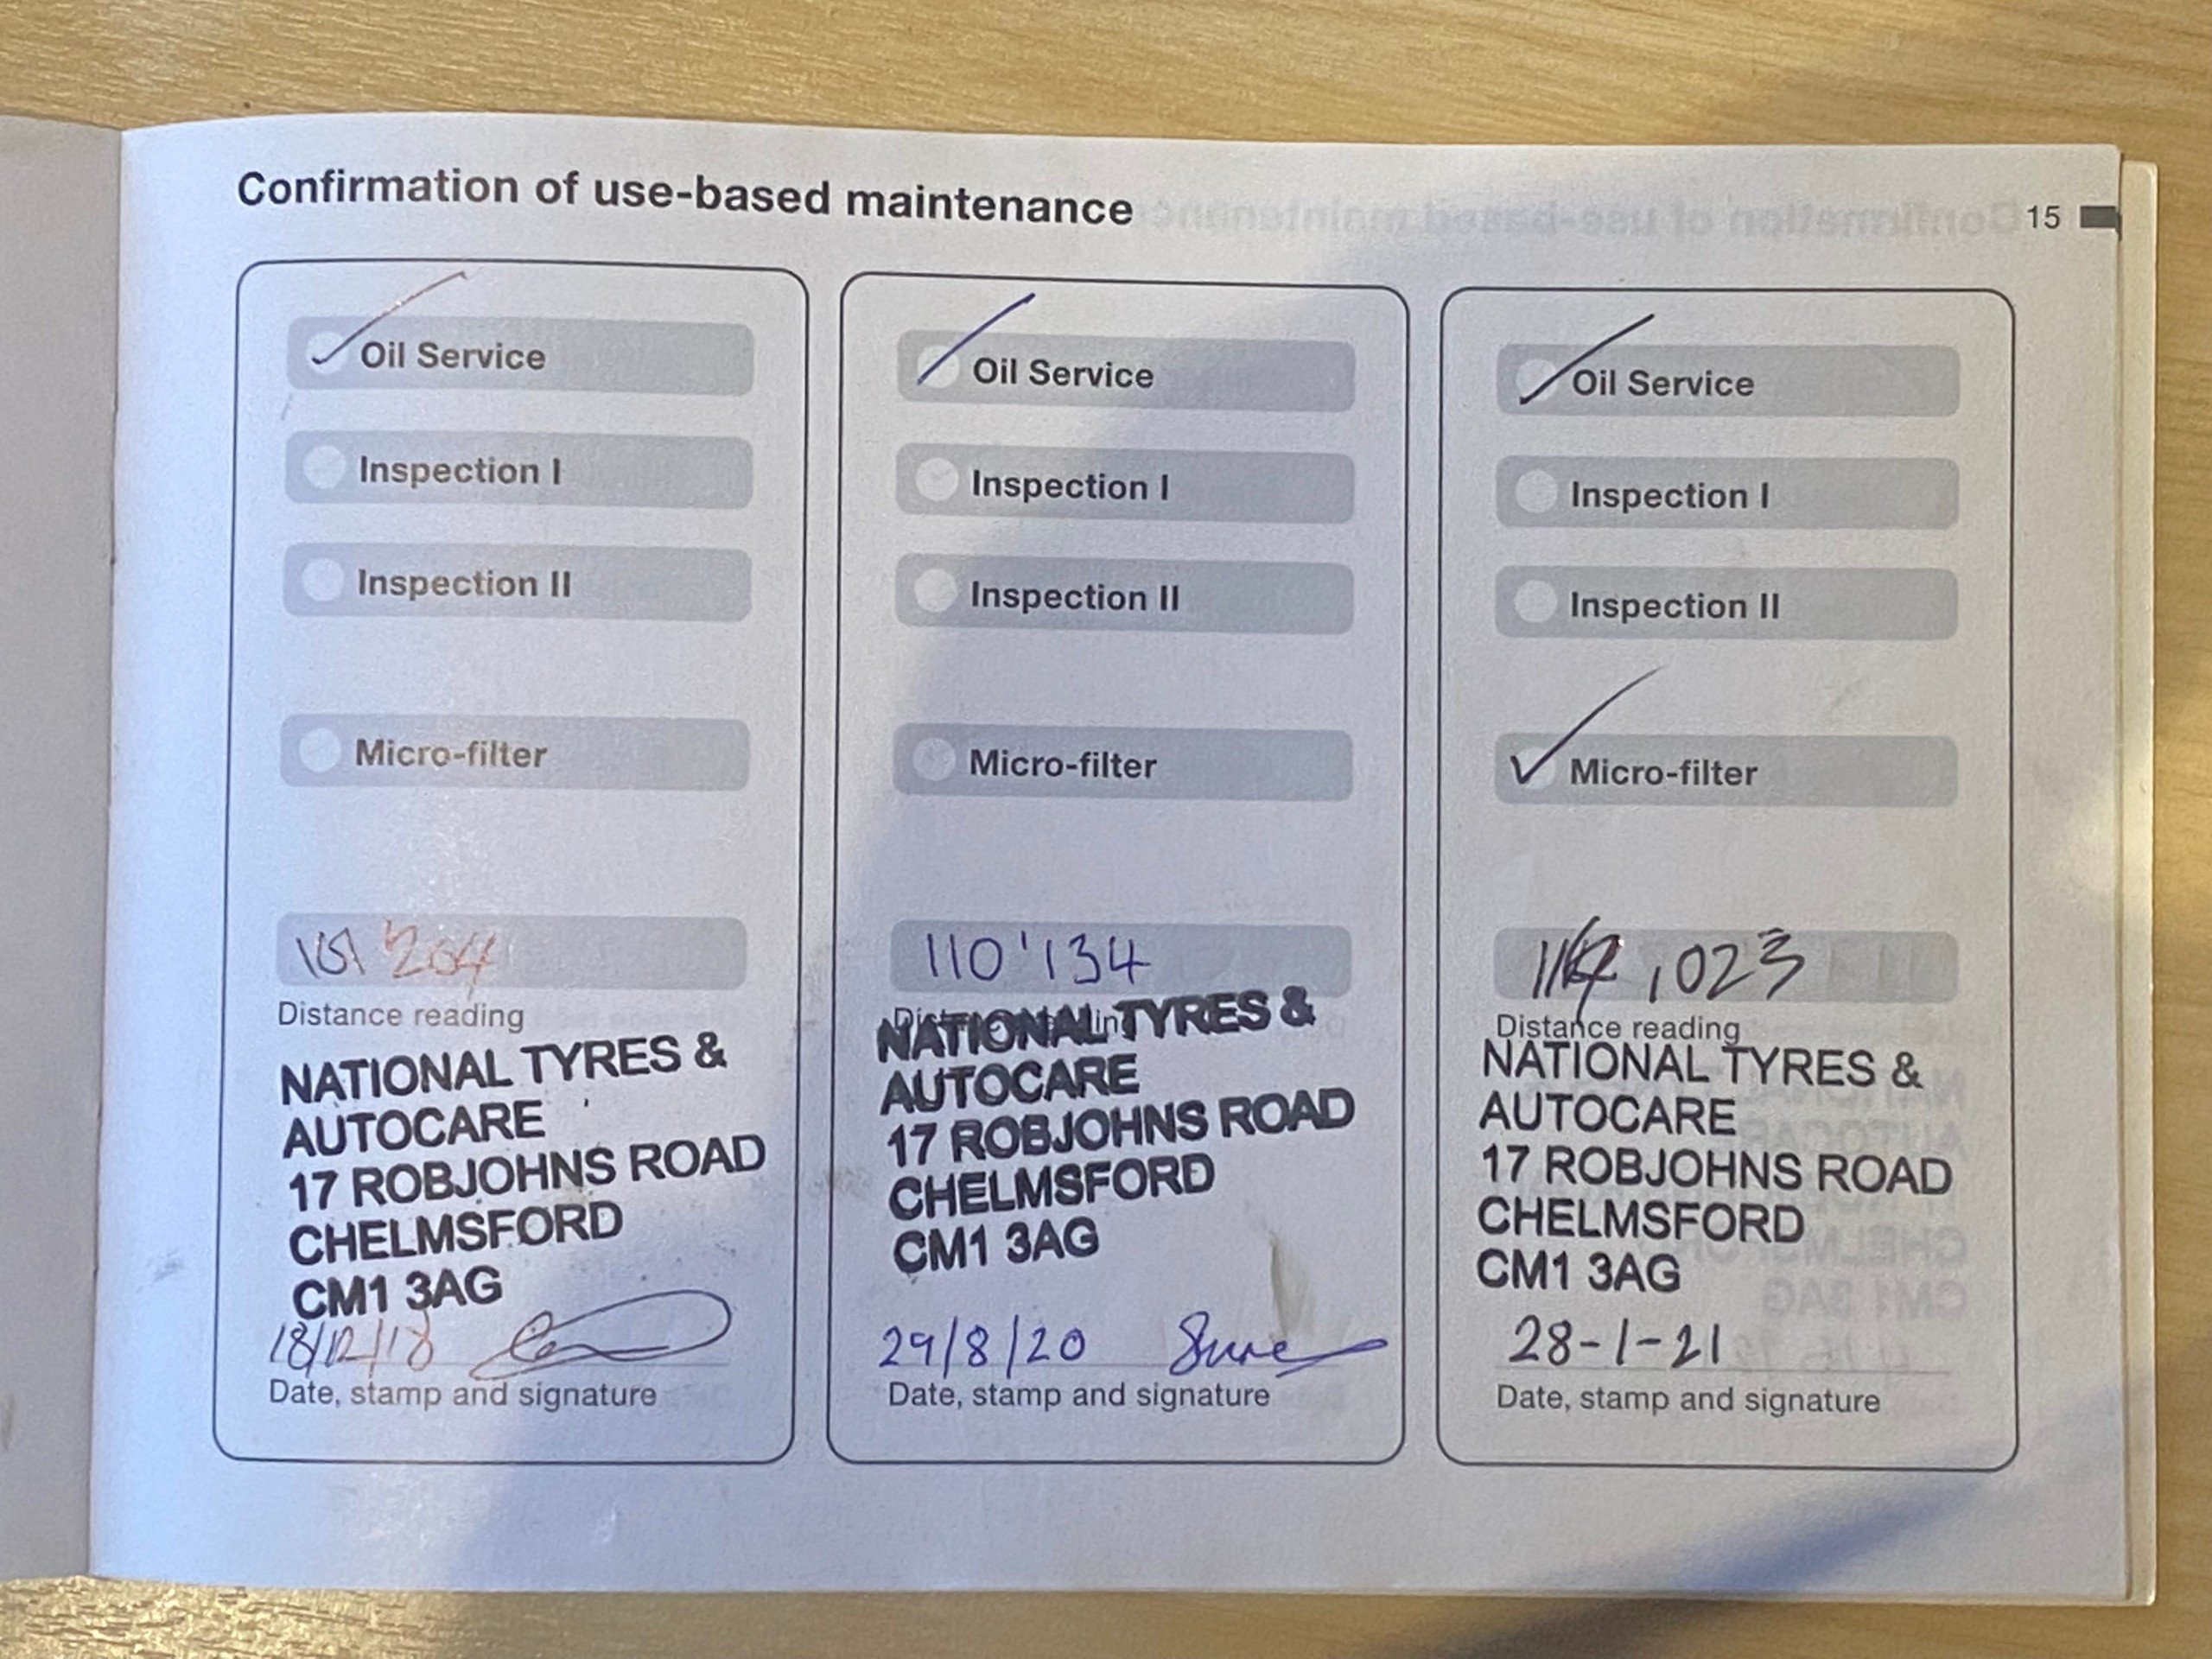 Confirmation of use-based maintenance
15
Oil Service
Inspection I
Inspection II
Micro-filter
204
Distance reading
NATIONAL TYRES &
AUTOCARE
17 ROBJOHNS ROAD
CHELMSFORD
CM1 3AG
18/12/18
Date, stamp and signature
Oil Service
Inspection I
Inspection II
Micro-filter
110'134
NATIONAL TYRES &
AUTOCARE
17 ROBJOHNS ROAD
CHELMSFORD
CM1 3AG
29/8/20
Date, stamp and signature
Oil Service
Inspection I
Inspection II
Micro-filter
,023
Distance reading
NATIONAL TYRES &
AUTOCARE
17 ROBJOHNS ROAD
CHELMSFORD
CM1 3AG
28-1-21
Date, stamp and signature